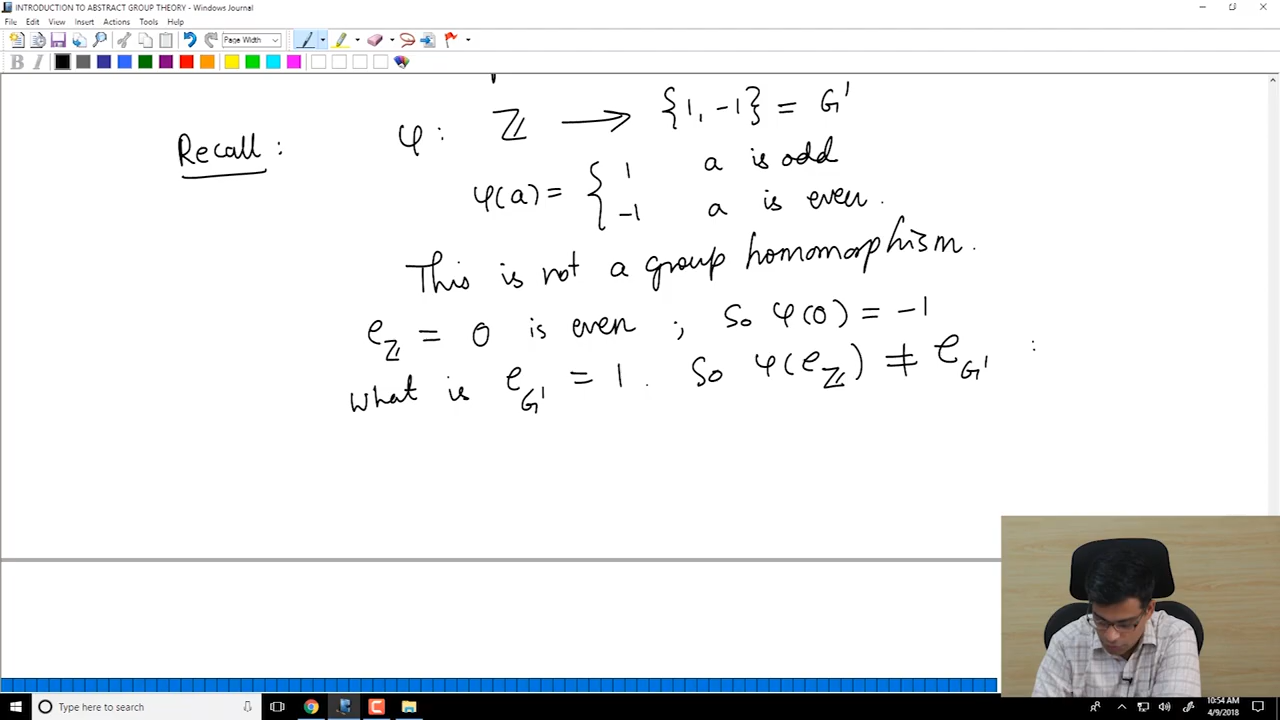 INTRODUCTION TO ABSTRACT GROUP THEORY - Windows Journal
File Edit View Insert Actions Tools Help
Page Width
B I
Recall : φ : ℤ ⟶ {1, -1} = G'
φ(a) = { 1 a is odd
-1 a is even.
This is not a group homomorphism.
e_ℤ = 0 is even ; So φ(0) = -1
What is e_G' = 1. So φ(e_ℤ) ≠ e_G' :
Type here to search
10:54 AM
4/9/2018